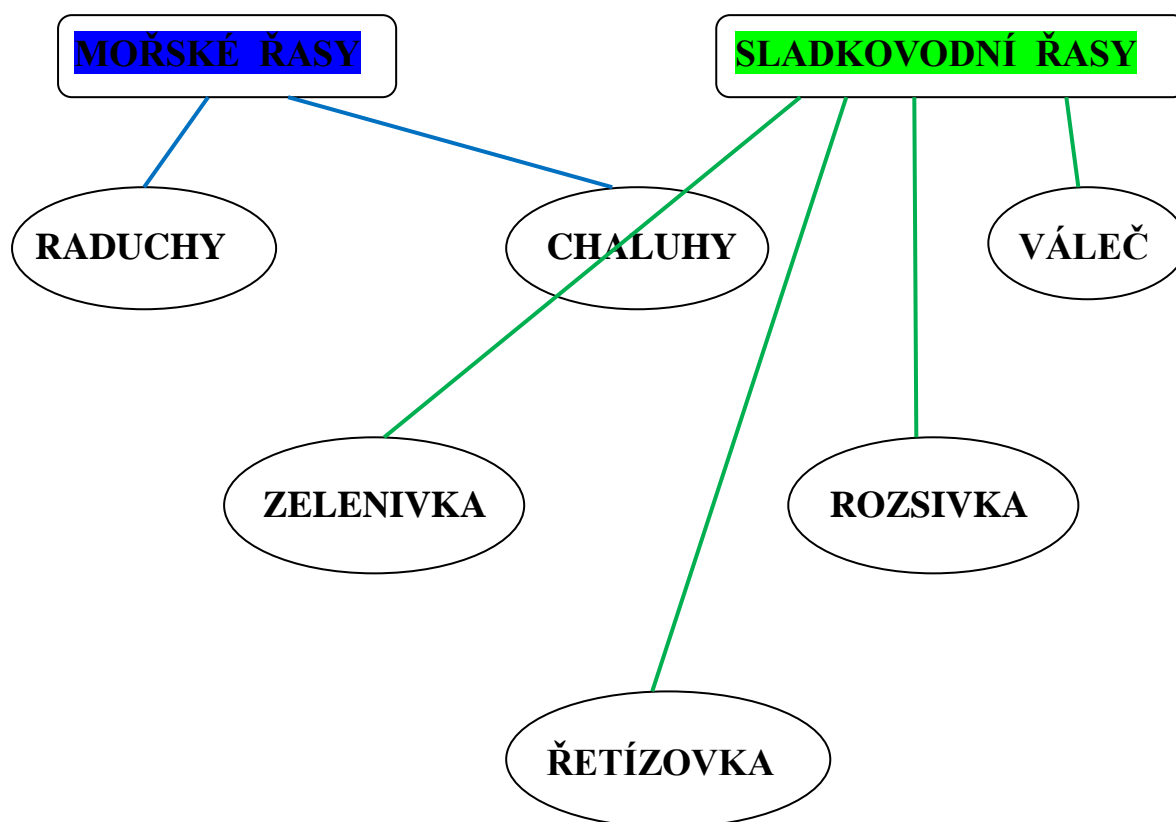 MOŘSKÉ ŘASY
SLADKOVODNÍ ŘASY
RADUCHY
CHALUHY
VÁLEČ
ZELENIVKA
ROZSIVKA
ŘETÍZOVKA